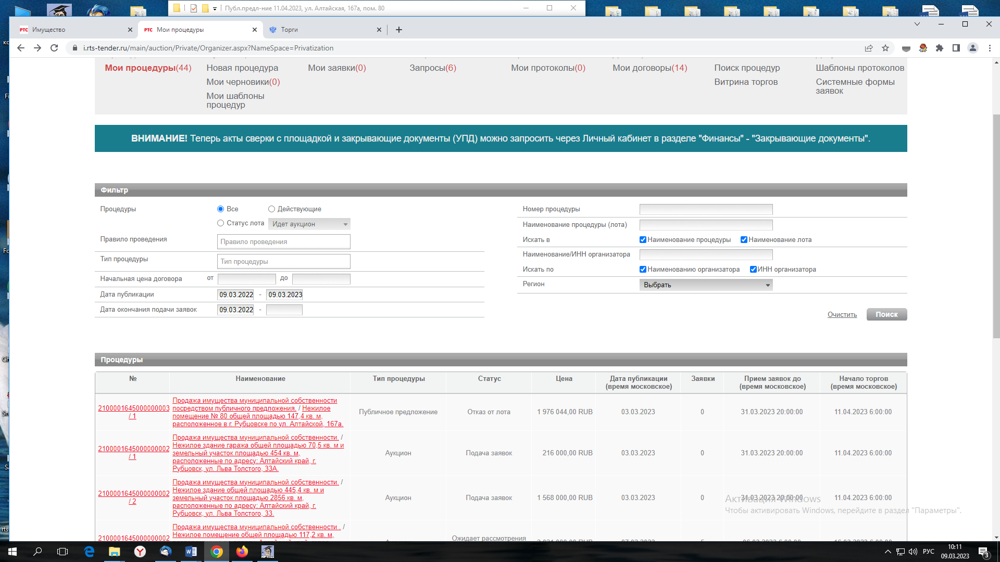 Публ.предл-ние 11.04.2023, ул. Алтайская, 167а, пом. 80
РТС Имущество
РТС Мои процедуры
Торги
i.rts-tender.ru/main/auction/Private/Organizer.aspx?NameSpace=Privatization
Мои процедуры(44) Новая процедура Мои заявки(0) Запросы(6) Мои протоколы(0) Мои договоры(14) Поиск процедур Шаблоны протоколов
Мои черновики(0) Витрина торгов Системные формы
заявок
Мои шаблоны
процедур
ВНИМАНИЕ! Теперь акты сверки с площадкой и закрывающие документы (УПД) можно запросить через Личный кабинет в разделе "Финансы" - "Закрывающие документы".
Фильтр
Процедуры Все Действующие
Статус лота Идет аукцион
Правило проведения Правило проведения
Тип процедуры Тип процедуры
Начальная цена договора от до
Дата публикации 09.03.2022 - 09.03.2023
Дата окончания подачи заявок 09.03.2022 -
Номер процедуры
Наименование процедуры (лота)
Искать в Наименование процедуры Наименование лота
Наименование/ИНН организатора
Искать по Наименованию организатора ИНН организатора
Регион Выбрать
Очистить Поиск
Процедуры
№ Наименование Тип процедуры Статус Цена Дата публикации Заявки Прием заявок до Начало торгов
(время московское) (время московское) (время московское)
2100001645000000003
/ 1
Продажа имущества муниципальной собственности
посредством публичного предложения. / Нежилое
помещение № 80 общей площадью 147,4 кв. м,
расположенное в г. Рубцовске по ул. Алтайской, 167а.
Публичное предложение Отказ от лота 1 976 044,00 RUB 03.03.2023 0 31.03.2023 20:00:00 11.04.2023 6:00:00
2100001645000000002
/ 1
Продажа имущества муниципальной собственности. /
Нежилое здание гаража общей площадью 70,5 кв. м и
земельный участок площадью 454 кв. м,
расположенные по адресу: Алтайский край, г.
Рубцовск, ул. Льва Толстого, 33А.
Аукцион Подача заявок 216 000,00 RUB 03.03.2023 0 31.03.2023 20:00:00 11.04.2023 6:00:00
2100001645000000002
/ 2
Продажа имущества муниципальной собственности. /
Нежилое здание общей площадью 445,4 кв. м и
земельный участок площадью 2856 кв. м,
расположенные по адресу: Алтайский край, г.
Рубцовск, ул. Льва Толстого, 33.
Аукцион Подача заявок 1 568 000,00 RUB 03.03.2023 0 31.03.2023 20:00:00 11.04.2023 6:00:00
2100001645000000002
Продажа имущества муниципальной собственности . /
Нежилое помещение общей площадью 117,2 кв. м,
Ожидает рассмотрения
Активация Windows
Чтобы активировать Windows, перейдите в раздел "Параметры".
РУС
10:11
09.03.2023
3